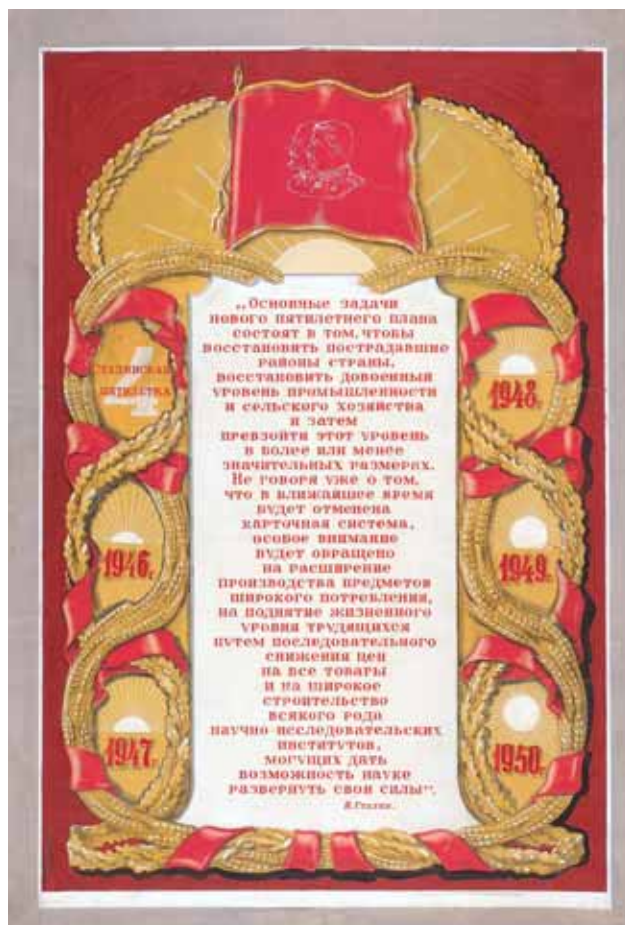 „Основные задачи
нового пятилетнего плана
состоят в том, чтобы
восстановить пострадавшие
районы страны,
восстановить довоенный
уровень промышленности
и сельского хозяйства
и затем
превзойти этот уровень
в более или менее
значительных размерах.
Не говоря уже о том,
что в ближайшее время
будет отменена
карточная система,
особое внимание
будет обращено
на расширение
производства предметов
широкого потребления,
на поднятие жизненного
уровня трудящихся
путем последовательного
снижения цен
на все товары
и на широкое
строительство
всякого рода
научно-исследовательских
институтов,
могущих дать
возможность науке
развернуть свои силы“.
И. Сталин.
4
Сталинская
пятилетка
1946г.
1947г.
1948г.
1949г.
1950г.